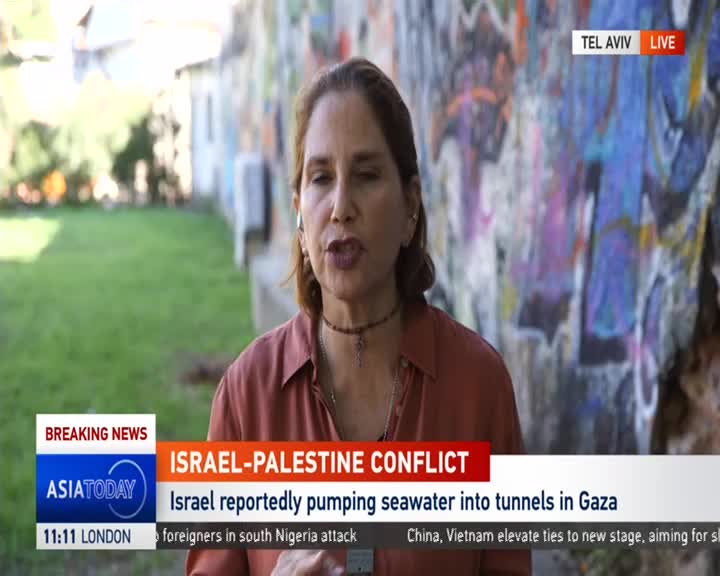 TEL AVIV LIVE
BREAKING NEWS
ISRAEL-PALESTINE CONFLICT
ASIATODAY
Israel reportedly pumping seawater into tunnels in Gaza
11:11 LONDON
foreigners in south Nigeria attack China, Vietnam elevate ties to new stage, aiming for